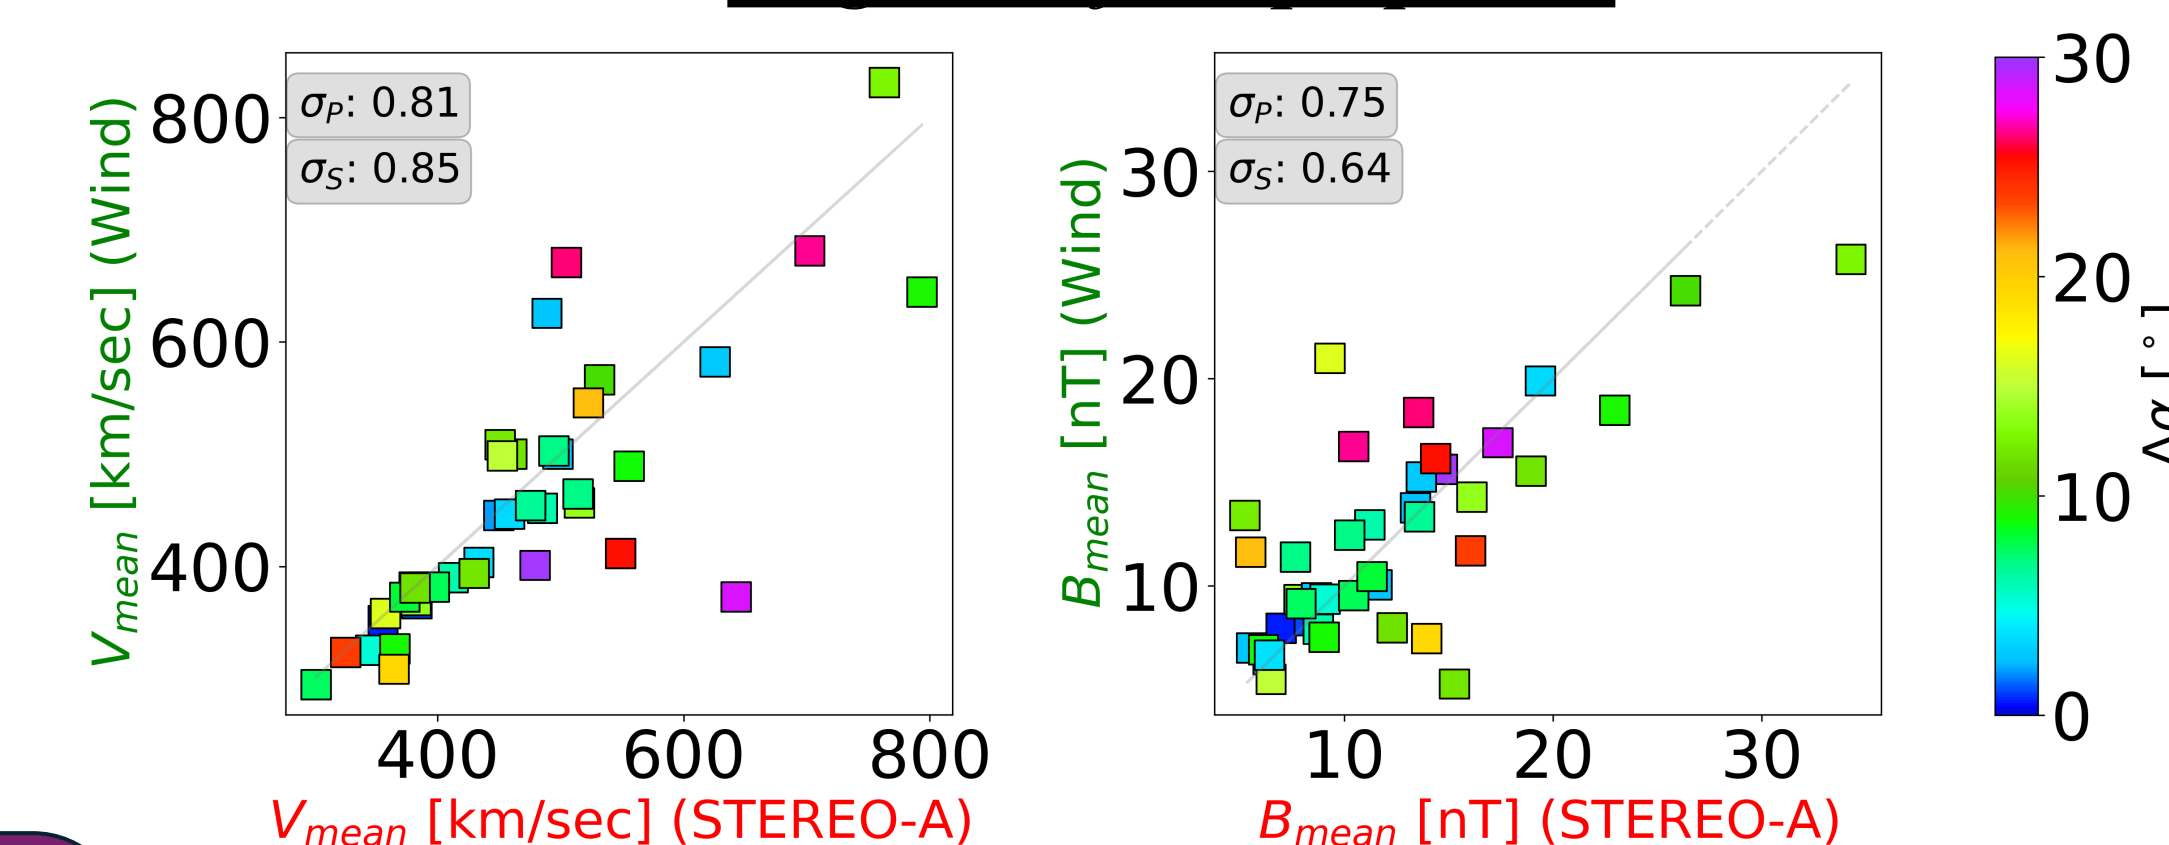 σP: 0.81
σS: 0.85
800
600
400
Vmean [km/sec] (Wind)
400 600 800
Vmean [km/sec] (STEREO-A)
σP: 0.75
σS: 0.64
30
20
10
Bmean [nT] (Wind)
10 20 30
Bmean [nT] (STEREO-A)
30
20
10
0
Δα [°]